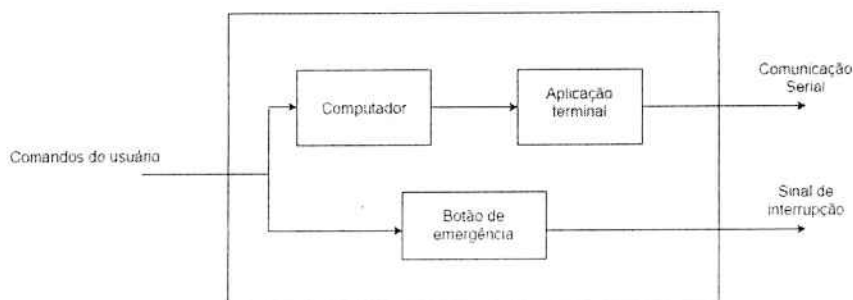 Comunicação
Serial
Computador
Aplicação
terminal
Comandos do usuário
Sinal de
interrupção
Botão de
emergência